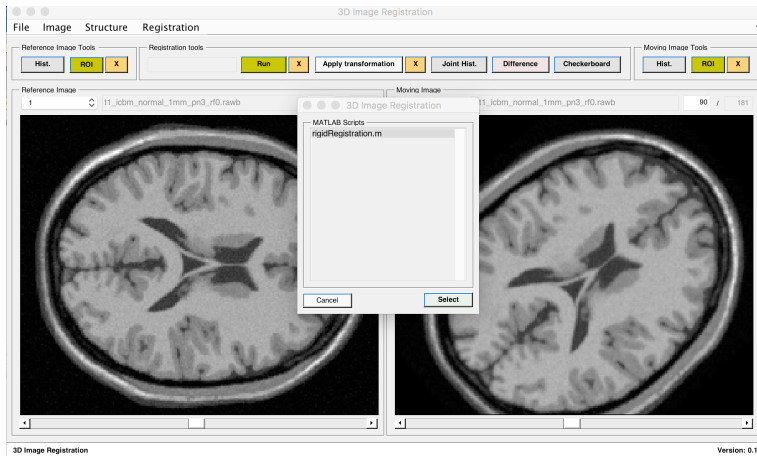 3D Image Registration
File Image Structure Registration
Reference Image Tools
Registration tools
Moving Image Tools
Hist. ROI X
Run X Apply transformation X Joint Hist. Difference Checkerboard
Hist. ROI X
Reference Image
1 t1_icbm_normal_1mm_pn3_rf0.rawb
Moving Image
t1_icbm_normal_1mm_pn3_rf0.rawb 90 / 181
3D Image Registration
MATLAB Scripts
rigidRegistration.m
Cancel Select
3D Image Registration
Version: 0.1